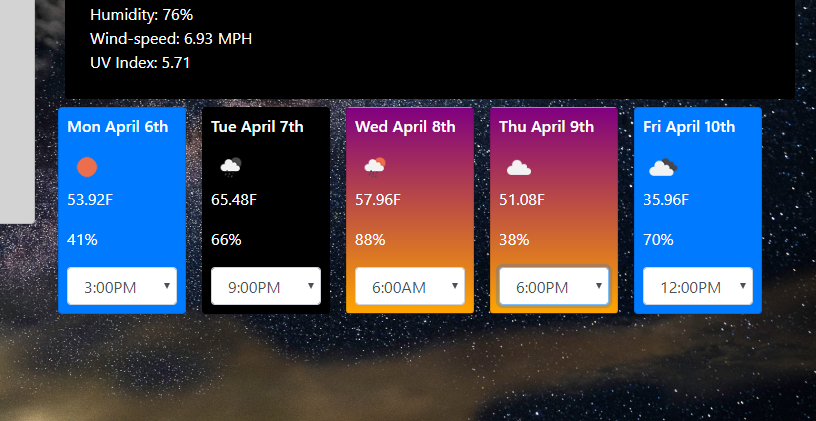 Humidity: 76%
Wind-speed: 6.93 MPH
UV Index: 5.71
Mon April 6th
53.92F
41%
3:00PM
Tue April 7th
65.48F
66%
9:00PM
Wed April 8th
57.96F
88%
6:00AM
Thu April 9th
51.08F
38%
6:00PM
Fri April 10th
35.96F
70%
12:00PM